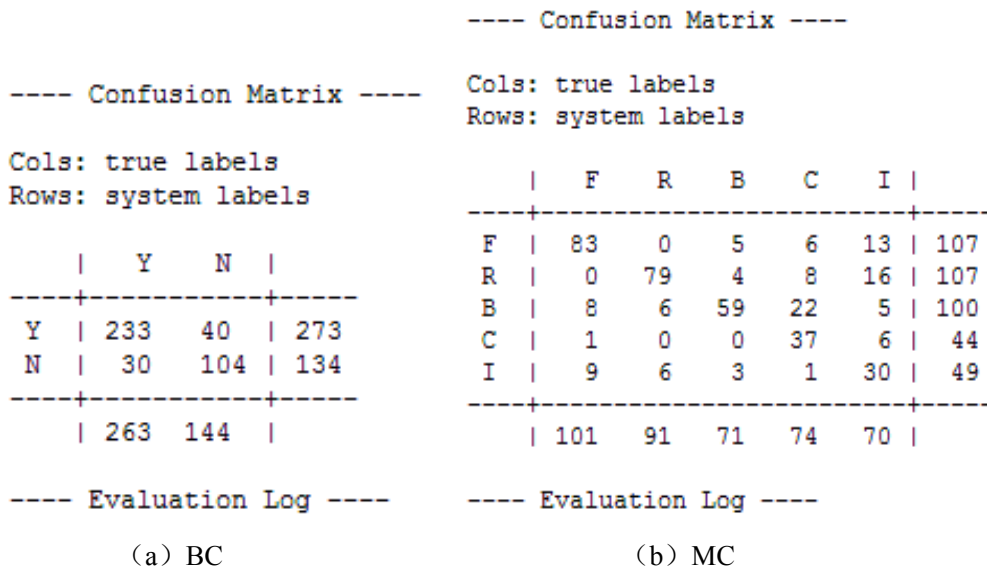 ---- Confusion Matrix ----
Cols: true labels
Rows: system labels
| Y N |
----+-----------+-----
Y | 233 40 | 273
N | 30 104 | 134
----+-----------+-----
| 263 144 |
---- Evaluation Log ----
（a）BC
---- Confusion Matrix ----
Cols: true labels
Rows: system labels
| F R B C I |
----+--------------------------+-----
F | 83 0 5 6 13 | 107
R | 0 79 4 8 16 | 107
B | 8 6 59 22 5 | 100
C | 1 0 0 37 6 | 44
I | 9 6 3 1 30 | 49
----+--------------------------+-----
| 101 91 71 74 70 |
---- Evaluation Log ----
（b）MC